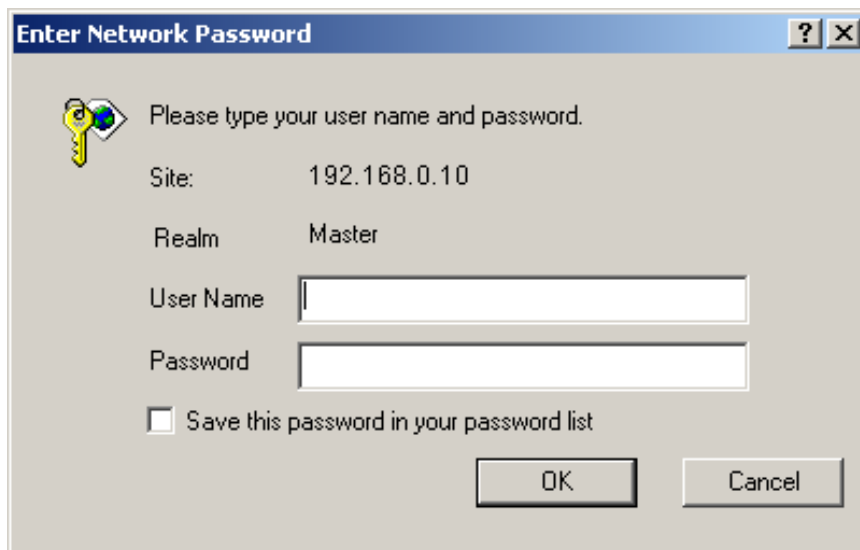 Enter Network Password
Please type your user name and password.
Site: 192.168.0.10
Realm Master
User Name
Password
Save this password in your password list
OK Cancel